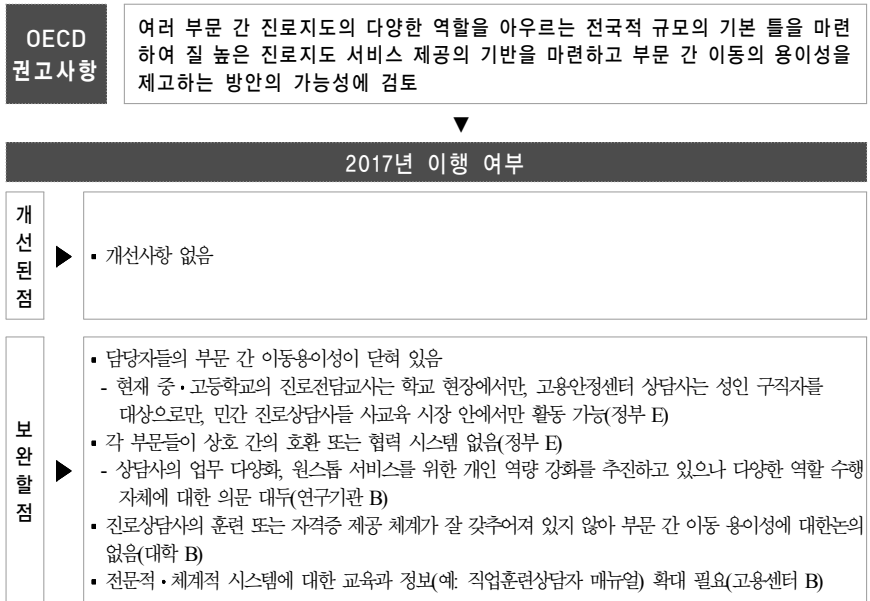 OECD
권고사항
여러 부문 간 진로지도의 다양한 역할을 아우르는 전국적 규모의 기본 틀을 마련
하여 질 높은 진로지도 서비스 제공의 기반을 마련하고 부문 간 이동의 용이성을
제고하는 방안의 가능성에 검토
▼
2017년 이행 여부
개
선
된
점
▶
▪ 개선사항 없음
보
완
할
점
▶
▪ 담당자들의 부문 간 이동용이성이 닫혀 있음
- 현재 중·고등학교의 진로전담교사는 학교 현장에서만, 고용안정센터 상담사는 성인 구직자를
대상으로만, 민간 진로상담사들 사교육 시장 안에서만 활동 가능(정부 E)
▪ 각 부문들이 상호 간의 호환 또는 협력 시스템 없음(정부 E)
- 상담사의 업무 다양화, 원스톱 서비스를 위한 개인 역량 강화를 추진하고 있으나 다양한 역할 수행
자체에 대한 의문 대두(연구기관 B)
▪ 진로상담사의 훈련 또는 자격증 제공 체계가 잘 갖추어져 있지 않아 부문 간 이동 용이성에 대한논의
없음(대학 B)
▪ 전문적·체계적 시스템에 대한 교육과 정보(예: 직업훈련상담자 매뉴얼) 확대 필요(고용센터 B)